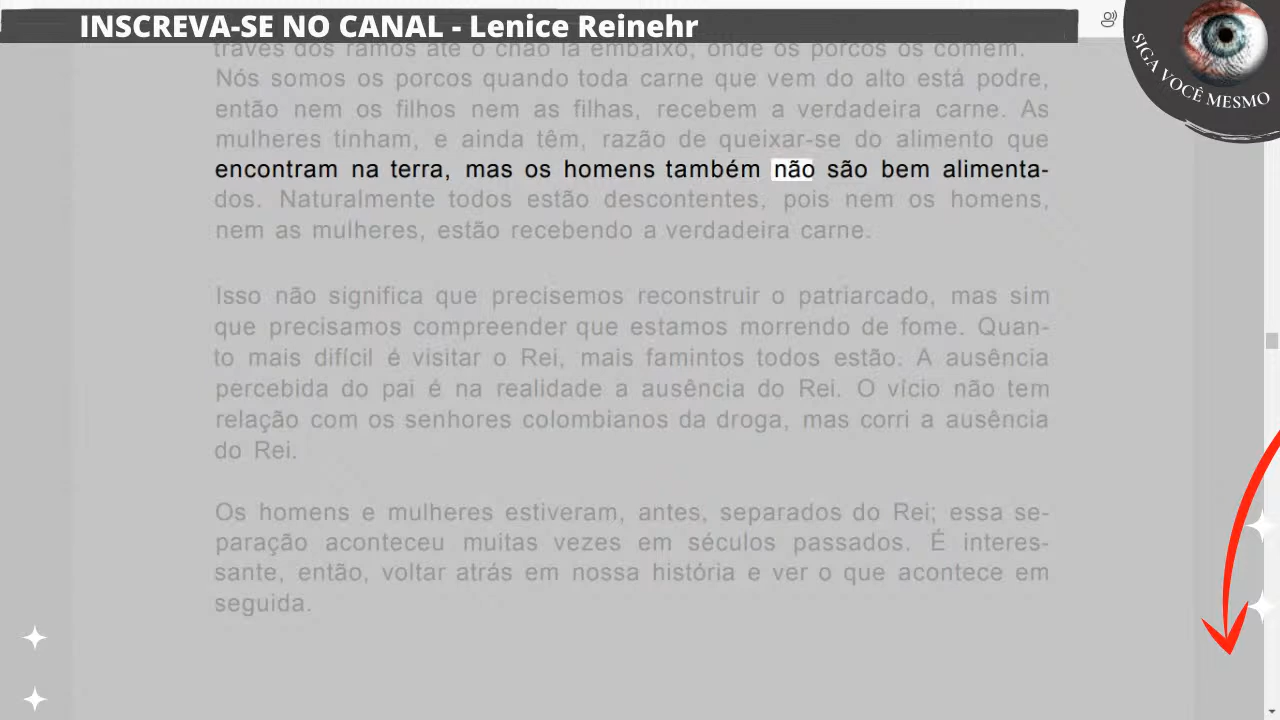 INSCREVA-SE NO CANAL - Lenice Reinehr
SIGA VOCÊ MESMO
través dos ramos até o chão lá embaixo, onde os porcos os comem.
Nós somos os porcos quando toda carne que vem do alto está podre,
então nem os filhos nem as filhas, recebem a verdadeira carne. As
mulheres tinham, e ainda têm, razão de queixar-se do alimento que
encontram na terra, mas os homens também não são bem alimenta-
dos. Naturalmente todos estão descontentes, pois nem os homens,
nem as mulheres, estão recebendo a verdadeira carne.
Isso não significa que precisemos reconstruir o patriarcado, mas sim
que precisamos compreender que estamos morrendo de fome. Quan-
to mais difícil é visitar o Rei, mais famintos todos estão. A ausência
percebida do pai é na realidade a ausência do Rei. O vício não tem
relação com os senhores colombianos da droga, mas corri a ausência
do Rei.
Os homens e mulheres estiveram, antes, separados do Rei; essa se-
paração aconteceu muitas vezes em séculos passados. É interes-
sante, então, voltar atrás em nossa história e ver o que acontece em
seguida.